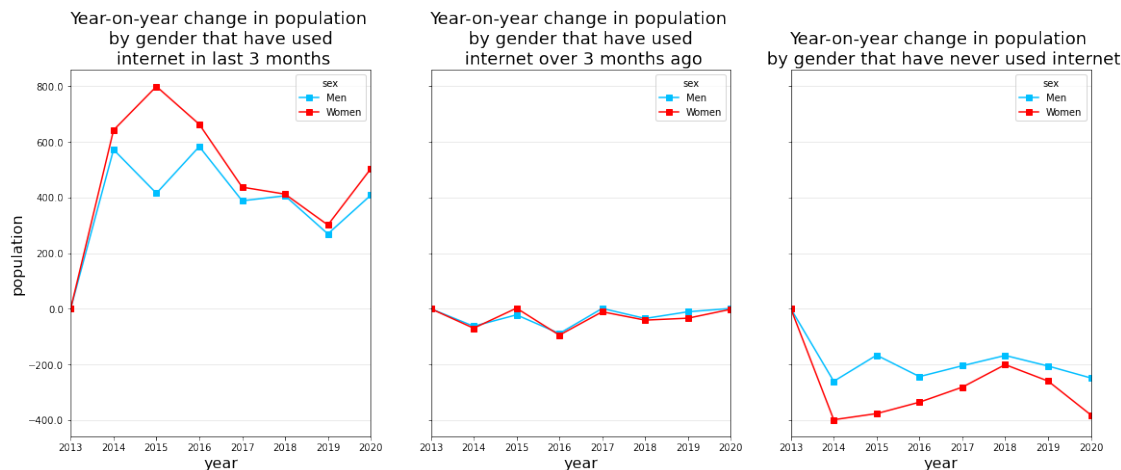 Year-on-year change in population
by gender that have used
internet in last 3 months
sex
Men
Women
800.0
600.0
400.0
200.0
0.0
−200.0
−400.0
population
2013 2014 2015 2016 2017 2018 2019 2020
year
Year-on-year change in population
by gender that have used
internet over 3 months ago
sex
Men
Women
2013 2014 2015 2016 2017 2018 2019 2020
year
Year-on-year change in population
by gender that have never used internet
sex
Men
Women
2013 2014 2015 2016 2017 2018 2019 2020
year